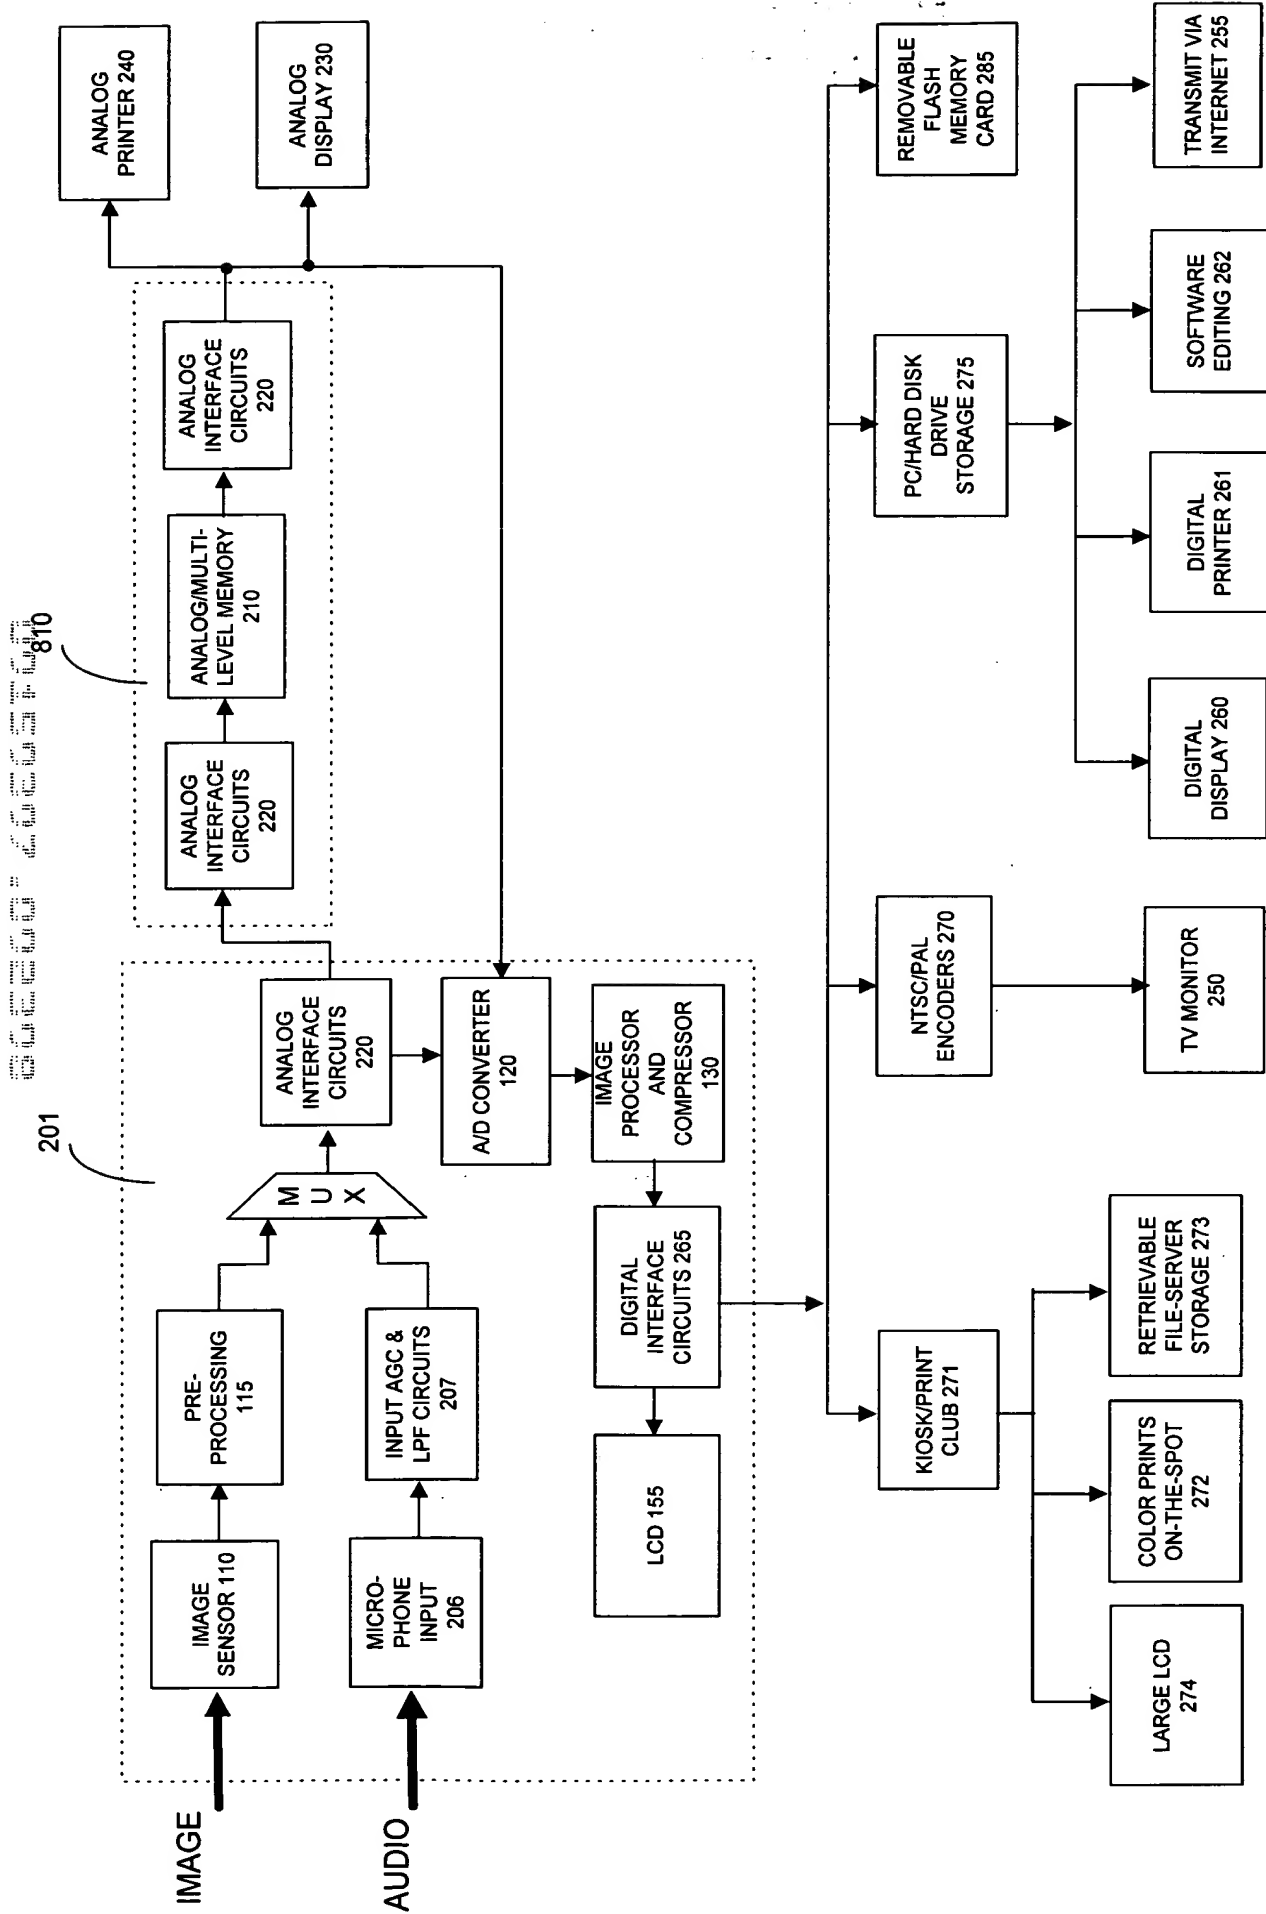 810
201
IMAGE
AUDIO
IMAGE
SENSOR 110
PRE-
PROCESSING
115
MICRO-
PHONE
INPUT
206
INPUT AGC &
LPF CIRCUITS
207
M
U
X
ANALOG
INTERFACE
CIRCUITS
220
ANALOG
INTERFACE
CIRCUITS
220
ANALOG/MULTI-
LEVEL MEMORY
210
ANALOG
INTERFACE
CIRCUITS
220
ANALOG
PRINTER 240
ANALOG
DISPLAY 230
A/D CONVERTER
120
IMAGE
PROCESSOR
AND
COMPRESSOR
130
DIGITAL
INTERFACE
CIRCUITS 265
LCD 155
KIOSK/PRINT
CLUB 271
NTSC/PAL
ENCODERS 270
PC/HARD DISK
DRIVE
STORAGE 275
REMOVABLE
FLASH
MEMORY
CARD 285
LARGE LCD
274
COLOR PRINTS
ON-THE-SPOT
272
RETRIEVABLE
FILE-SERVER
STORAGE 273
TV MONITOR
250
DIGITAL
DISPLAY 260
DIGITAL
PRINTER 261
SOFTWARE
EDITING 262
TRANSMIT VIA
INTERNET 255